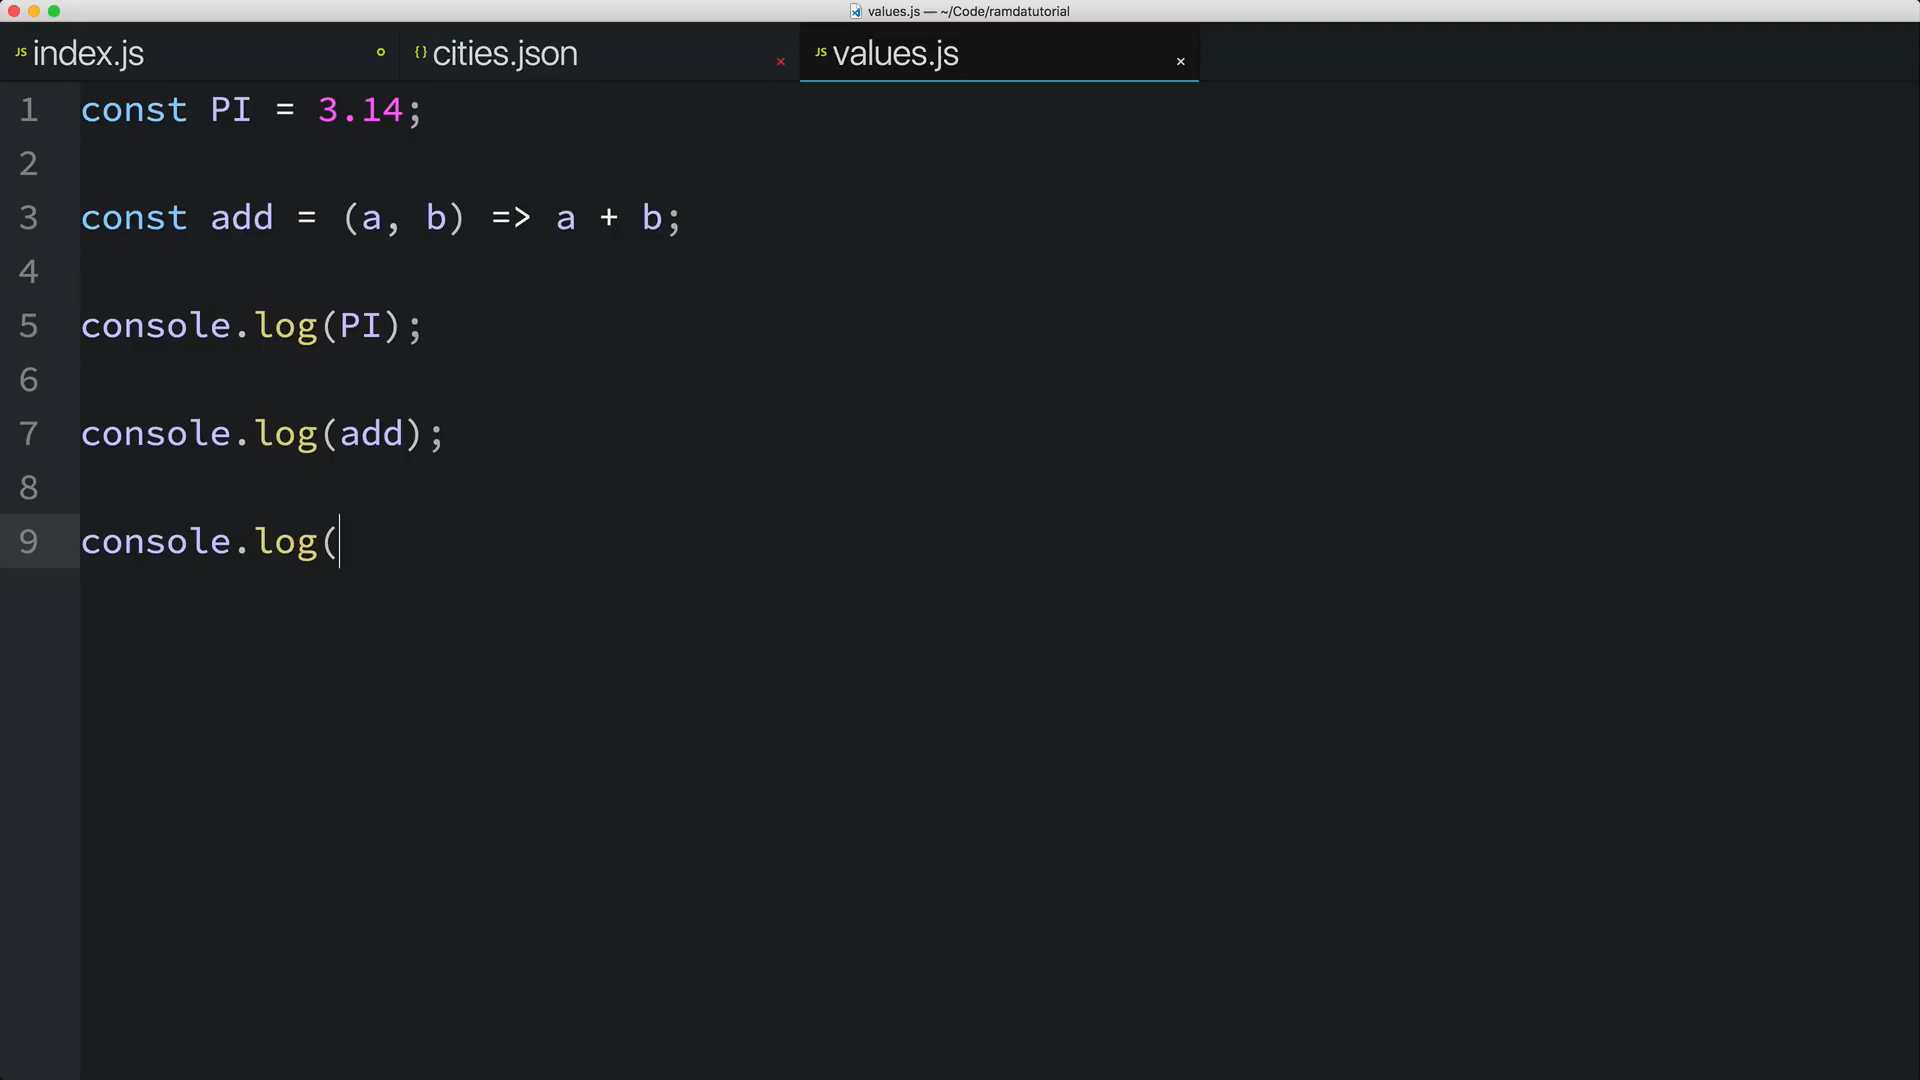 values.js — ~/Code/ramdatutorial
JS index.js
{} cities.json
JS values.js
1 const PI = 3.14;
2
3 const add = (a, b) => a + b;
4
5 console.log(PI);
6
7 console.log(add);
8
9 console.log(